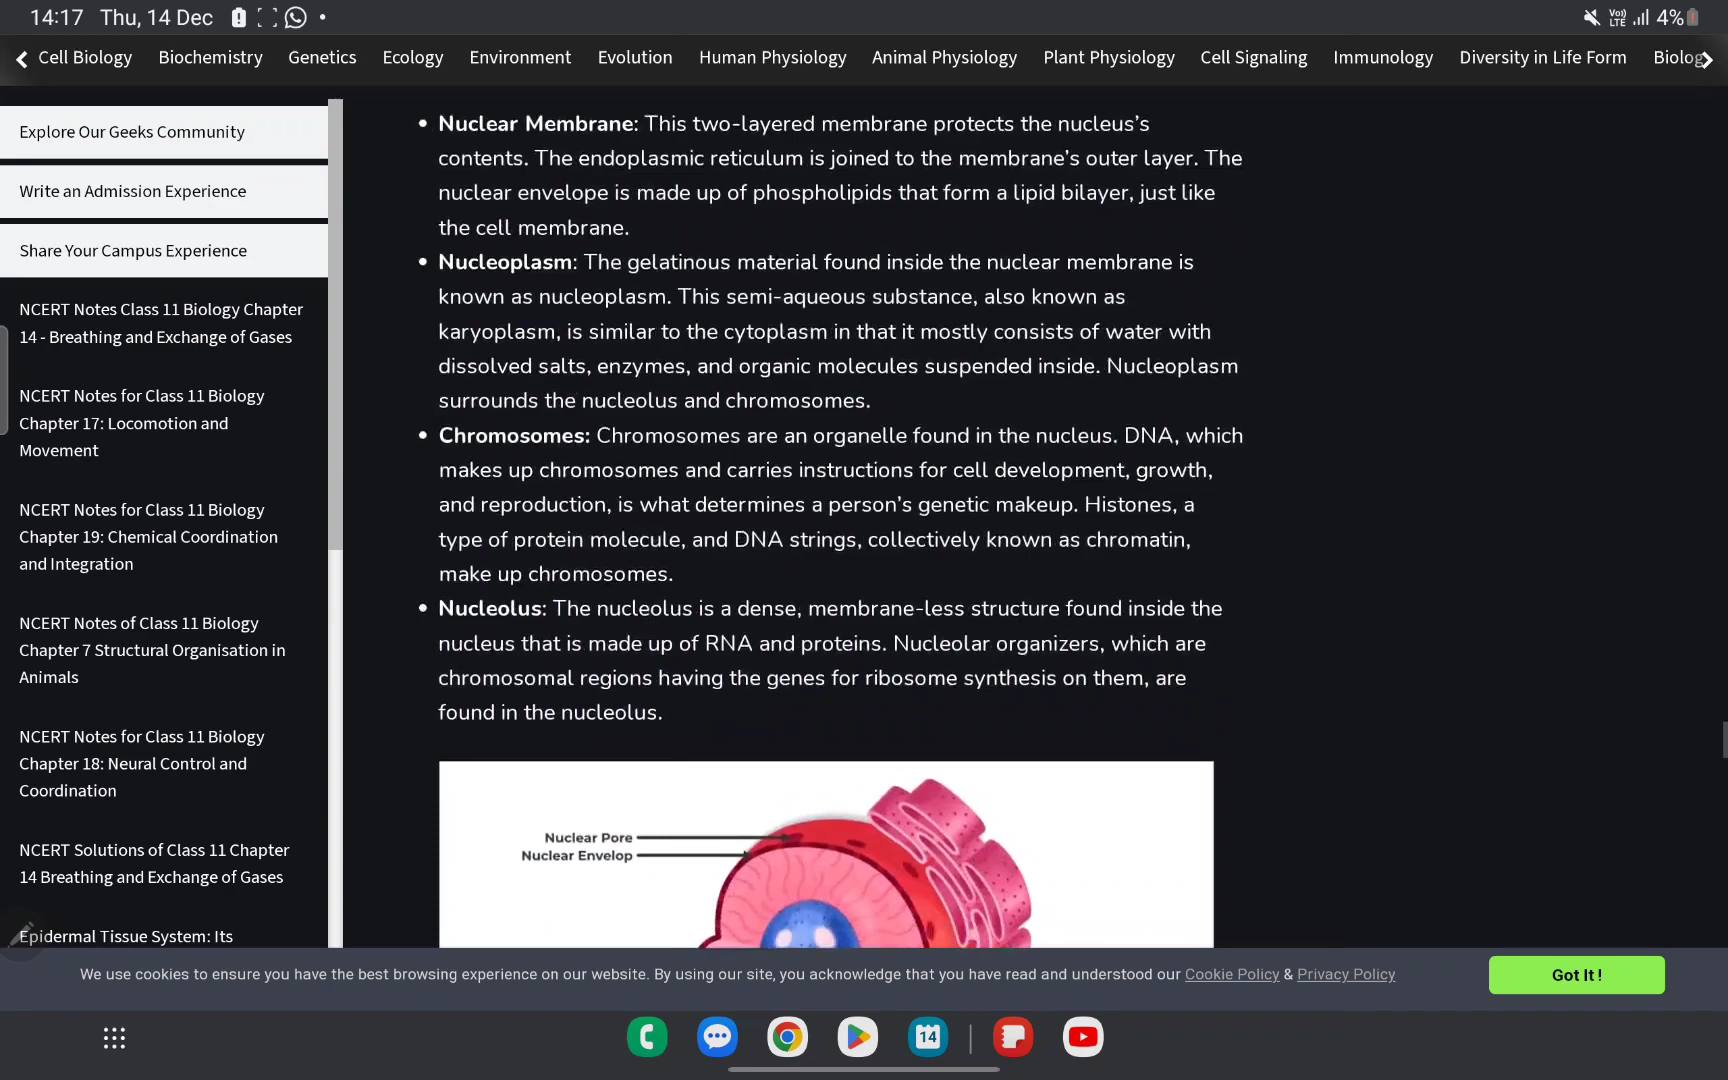 14:17 Thu, 14 Dec
Vo)) LTE 4%
Cell Biology Biochemistry Genetics Ecology Environment Evolution Human Physiology Animal Physiology Plant Physiology Cell Signaling Immunology Diversity in Life Form Biolog
Explore Our Geeks Community
Write an Admission Experience
Share Your Campus Experience
NCERT Notes Class 11 Biology Chapter
14 - Breathing and Exchange of Gases
NCERT Notes for Class 11 Biology
Chapter 17: Locomotion and
Movement
NCERT Notes for Class 11 Biology
Chapter 19: Chemical Coordination
and Integration
NCERT Notes of Class 11 Biology
Chapter 7 Structural Organisation in
Animals
NCERT Notes for Class 11 Biology
Chapter 18: Neural Control and
Coordination
NCERT Solutions of Class 11 Chapter
14 Breathing and Exchange of Gases
Epidermal Tissue System: Its
• Nuclear Membrane: This two-layered membrane protects the nucleus’s
contents. The endoplasmic reticulum is joined to the membrane’s outer layer. The
nuclear envelope is made up of phospholipids that form a lipid bilayer, just like
the cell membrane.
• Nucleoplasm: The gelatinous material found inside the nuclear membrane is
known as nucleoplasm. This semi-aqueous substance, also known as
karyoplasm, is similar to the cytoplasm in that it mostly consists of water with
dissolved salts, enzymes, and organic molecules suspended inside. Nucleoplasm
surrounds the nucleolus and chromosomes.
• Chromosomes: Chromosomes are an organelle found in the nucleus. DNA, which
makes up chromosomes and carries instructions for cell development, growth,
and reproduction, is what determines a person’s genetic makeup. Histones, a
type of protein molecule, and DNA strings, collectively known as chromatin,
make up chromosomes.
• Nucleolus: The nucleolus is a dense, membrane-less structure found inside the
nucleus that is made up of RNA and proteins. Nucleolar organizers, which are
chromosomal regions having the genes for ribosome synthesis on them, are
found in the nucleolus.
Nuclear Pore
Nuclear Envelop
We use cookies to ensure you have the best browsing experience on our website. By using our site, you acknowledge that you have read and understood our Cookie Policy & Privacy Policy
Got It !
14